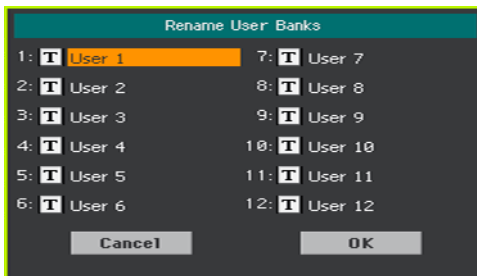 Rename User Banks
1: T User 1
2: T User 2
3: T User 3
4: T User 4
5: T User 5
6: T User 6
7: T User 7
8: T User 8
9: T User 9
10: T User 10
11: T User 11
12: T User 12
Cancel
OK